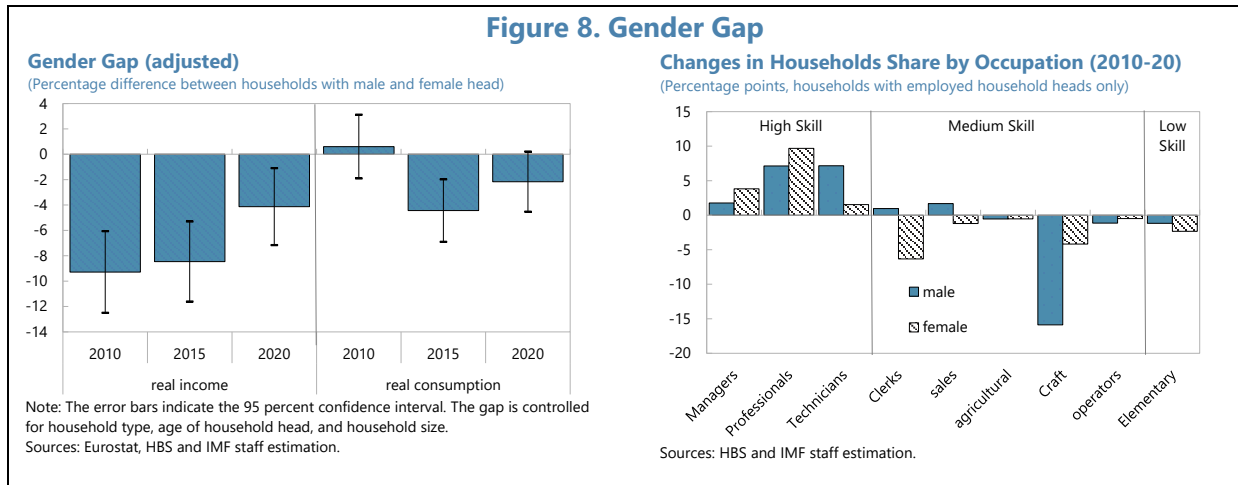 Figure 8. Gender Gap
Gender Gap (adjusted)
(Percentage difference between households with male and female head)
4
2
0
-2
-4
-6
-8
-10
-12
-14
2010 2015 2020 2010 2015 2020
real income real consumption
Note: The error bars indicate the 95 percent confidence interval. The gap is controlled
for household type, age of household head, and household size.
Sources: Eurostat, HBS and IMF staff estimation.
Changes in Households Share by Occupation (2010-20)
(Percentage points, households with employed household heads only)
15
10
5
0
-5
-10
-15
-20
High Skill Medium Skill Low
Skill
male
female
Managers
Professionals
Technicians
Clerks
sales
agricultural
Craft
operators
Elementary
Sources: HBS and IMF staff estimation.